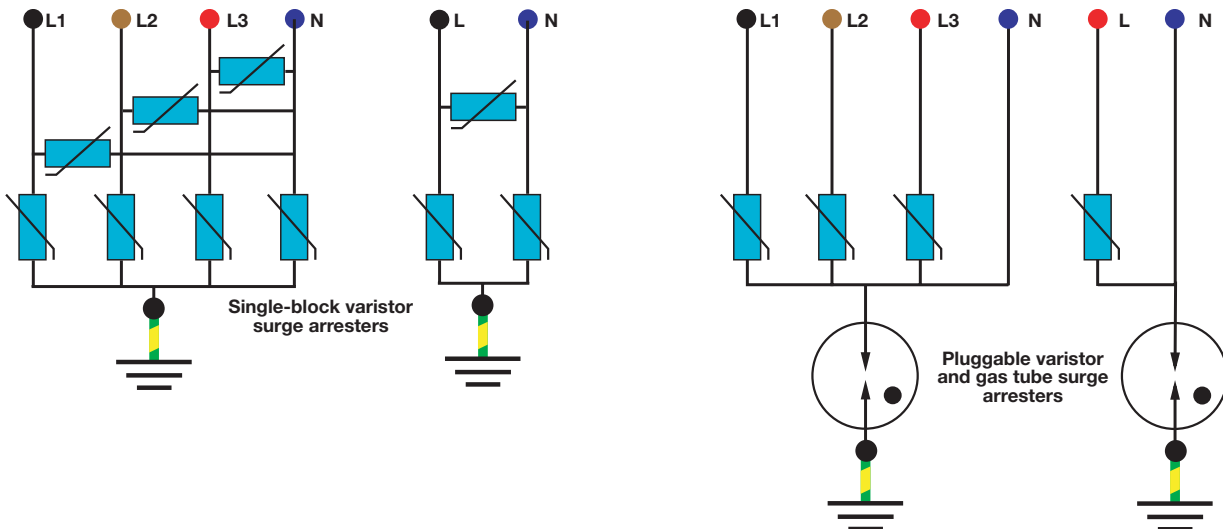 L1 L2 L3 N L N L1 L2 L3 N L N
Single-block varistor
surge arresters
Pluggable varistor
and gas tube surge
arresters